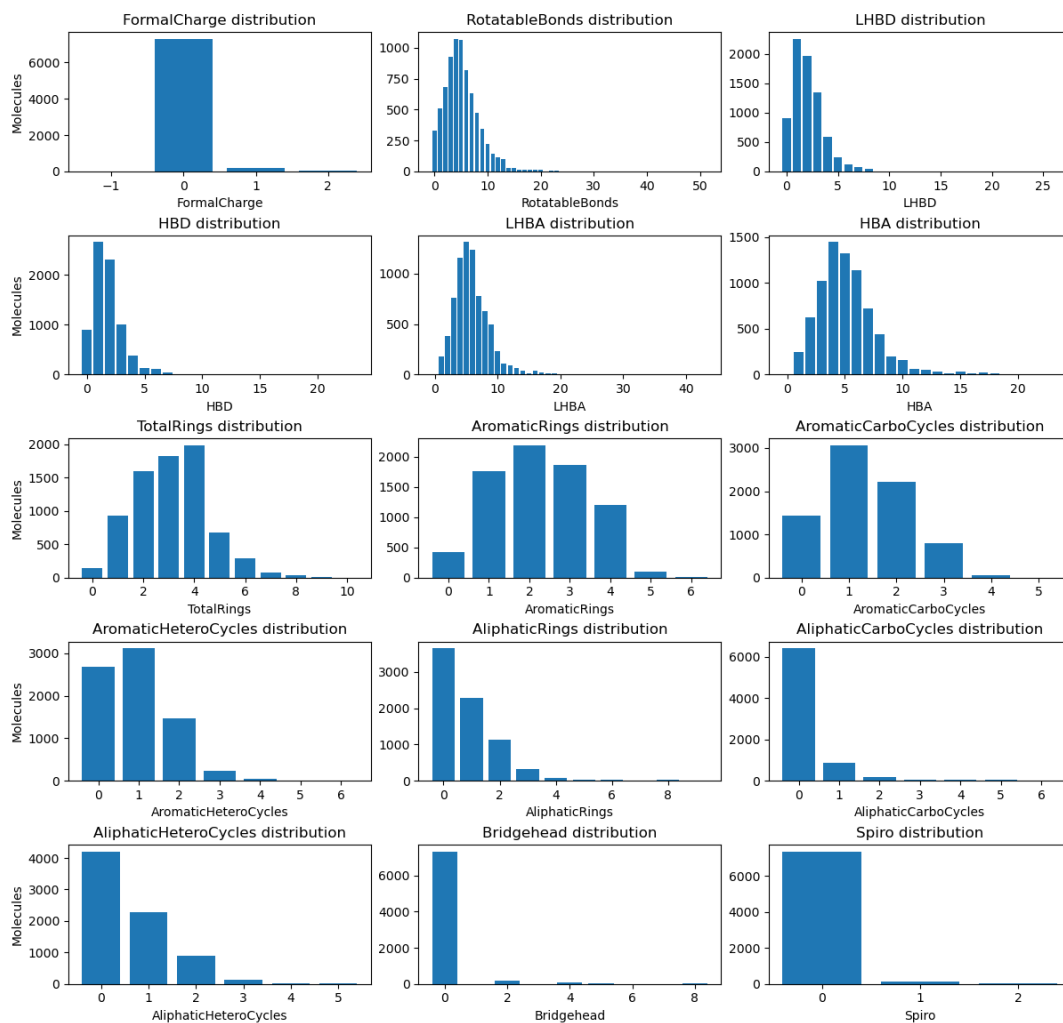 FormalCharge distribution
RotatableBonds distribution
LHBD distribution
Molecules
6000
4000
2000
0
1000
750
500
250
0
2000
1500
1000
500
0
−1 0 1 2
0 10 20 30 40 50
0 5 10 15 20 25
FormalCharge
RotatableBonds
LHBD
HBD distribution
LHBA distribution
HBA distribution
Molecules
2000
1000
0
1000
500
0
1500
1000
500
0
0 5 10 15 20
0 10 20 30 40
0 5 10 15 20
HBD
LHBA
HBA
TotalRings distribution
AromaticRings distribution
AromaticCarboCycles distribution
Molecules
2000
1500
1000
500
0
2000
1500
1000
500
0
3000
2000
1000
0
0 2 4 6 8 10
0 1 2 3 4 5 6
0 1 2 3 4 5
TotalRings
AromaticRings
AromaticCarboCycles
AromaticHeteroCycles distribution
AliphaticRings distribution
AliphaticCarboCycles distribution
Molecules
3000
2000
1000
0
3000
2000
1000
0
6000
4000
2000
0
0 1 2 3 4 5 6
0 2 4 6 8
0 1 2 3 4 5
AromaticHeteroCycles
AliphaticRings
AliphaticCarboCycles
AliphaticHeteroCycles distribution
Bridgehead distribution
Spiro distribution
Molecules
4000
3000
2000
1000
0
6000
4000
2000
0
6000
4000
2000
0
0 1 2 3 4 5
0 2 4 6 8
0 1 2
AliphaticHeteroCycles
Bridgehead
Spiro